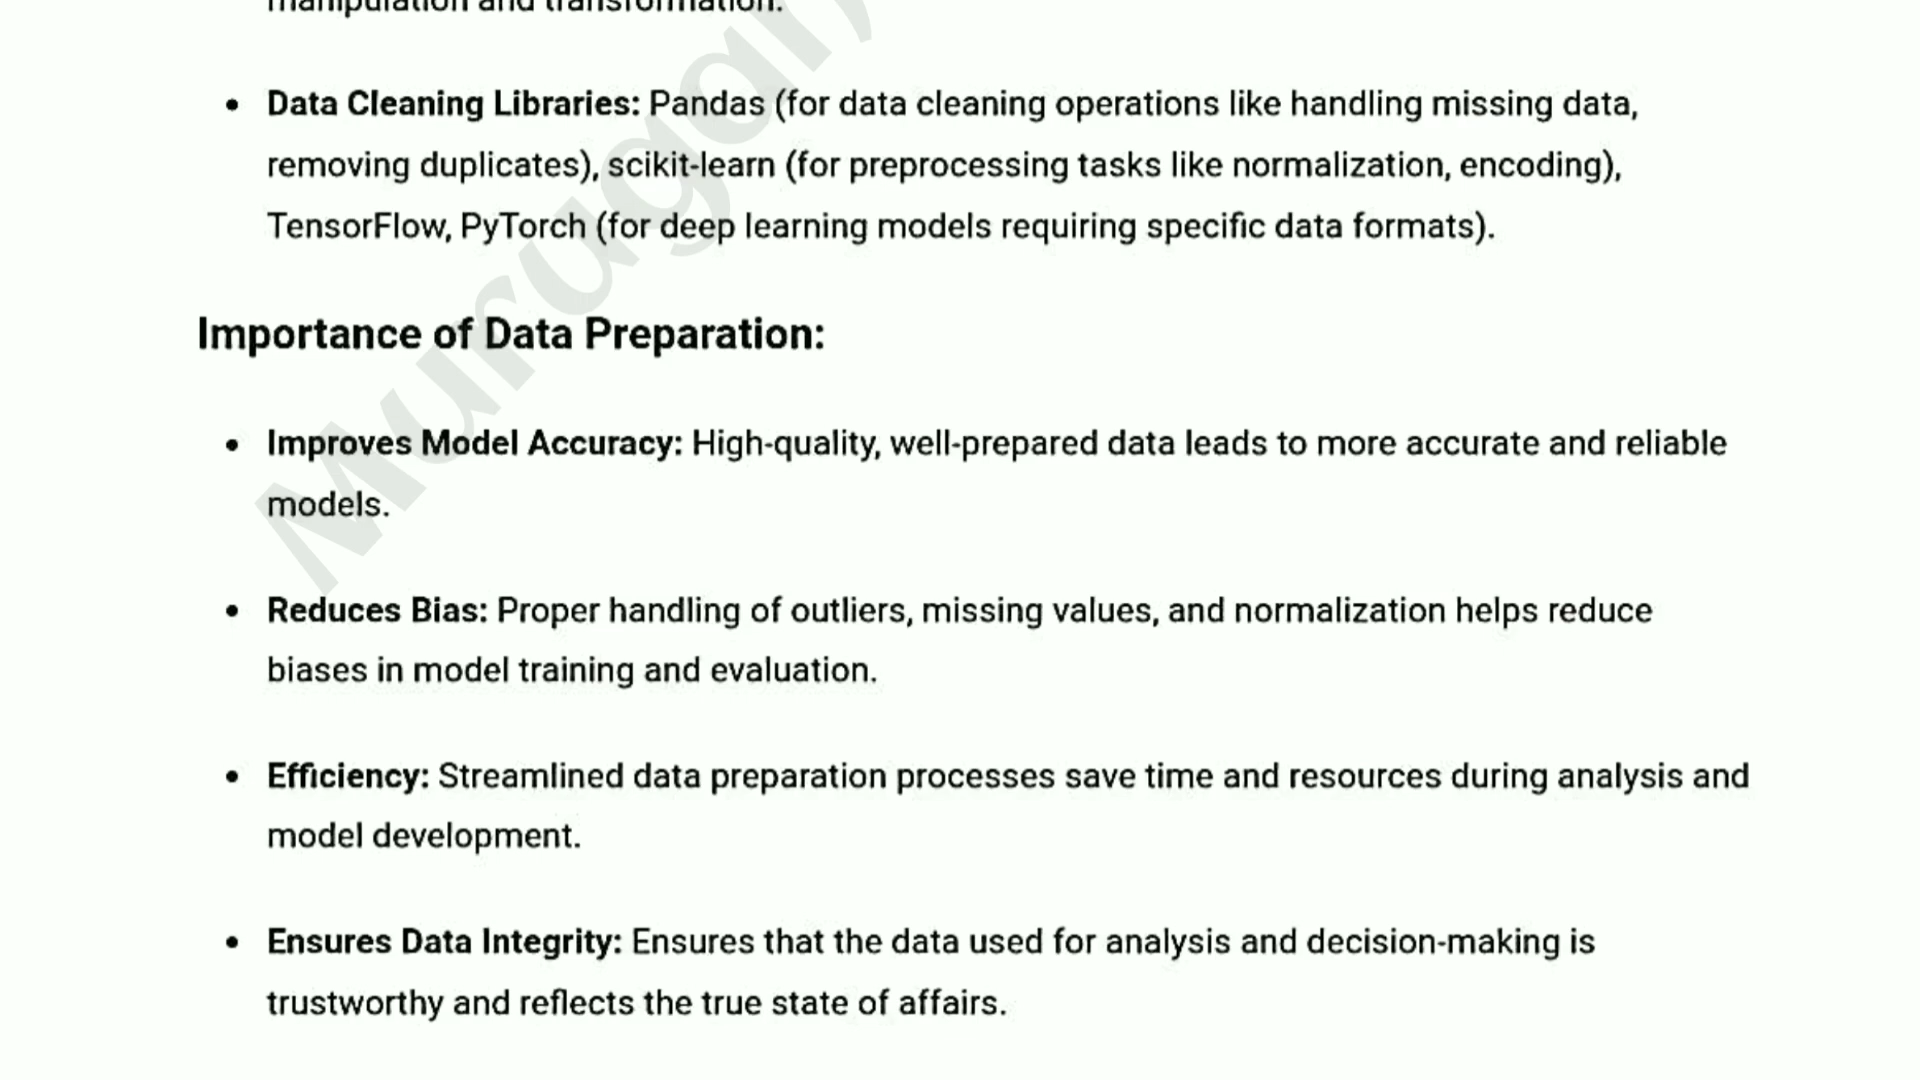 manipulation and transformation.
• Data Cleaning Libraries: Pandas (for data cleaning operations like handling missing data,
removing duplicates), scikit-learn (for preprocessing tasks like normalization, encoding),
TensorFlow, PyTorch (for deep learning models requiring specific data formats).
Importance of Data Preparation:
• Improves Model Accuracy: High-quality, well-prepared data leads to more accurate and reliable
models.
• Reduces Bias: Proper handling of outliers, missing values, and normalization helps reduce
biases in model training and evaluation.
• Efficiency: Streamlined data preparation processes save time and resources during analysis and
model development.
• Ensures Data Integrity: Ensures that the data used for analysis and decision-making is
trustworthy and reflects the true state of affairs.